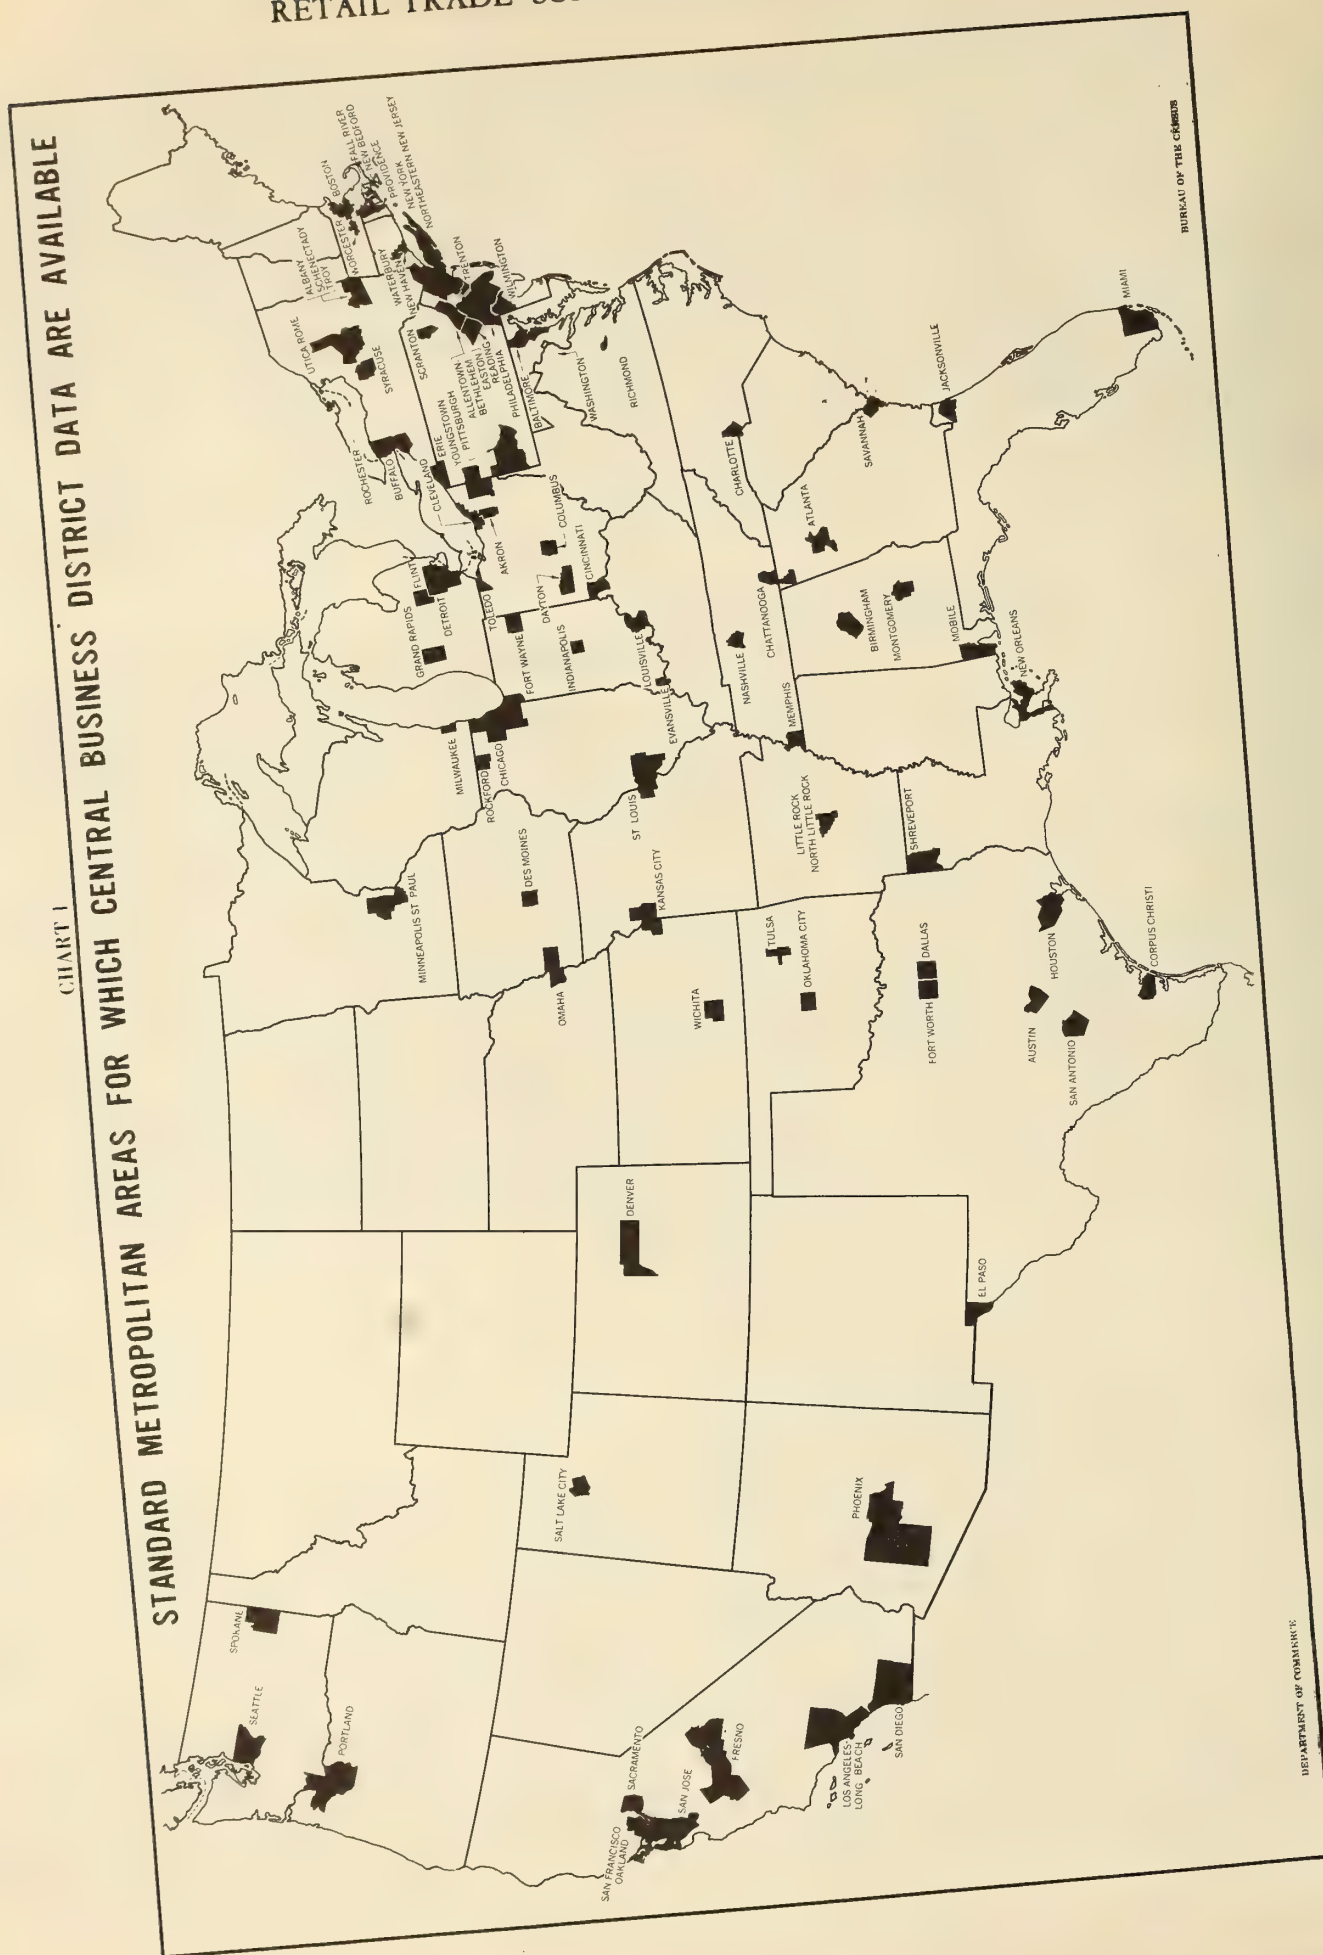 RETAIL TRADE
CHART 1
STANDARD METROPOLITAN AREAS FOR WHICH CENTRAL BUSINESS DISTRICT DATA ARE AVAILABLE
SPOKANE
SEATTLE
PORTLAND
SACRAMENTO
SAN FRANCISCO
OAKLAND
SAN JOSE
FRESNO
LOS ANGELES-
LONG BEACH
SAN DIEGO
SALT LAKE CITY
PHOENIX
DENVER
EL PASO
MINNEAPOLIS ST PAUL
DES MOINES
OMAHA
KANSAS CITY
WICHITA
TULSA
OKLAHOMA CITY
FORT WORTH
DALLAS
AUSTIN
SAN ANTONIO
HOUSTON
CORPUS CHRISTI
MILWAUKEE
ROCKFORD
CHICAGO
ST LOUIS
EVANSVILLE
LITTLE ROCK
NORTH LITTLE ROCK
SHREVEPORT
MEMPHIS
NASHVILLE
CHATTANOOGA
BIRMINGHAM
MONTGOMERY
MOBILE
NEW ORLEANS
GRAND RAPIDS
FLINT
DETROIT
TOLEDO
FORT WAYNE
INDIANAPOLIS
LOUISVILLE
DAYTON
CINCINNATI
COLUMBUS
AKRON
CLEVELAND
ERIE
YOUNGSTOWN
PITTSBURGH
ALLENTOWN
BETHLEHEM
EASTON
READING
PHILADELPHIA
BALTIMORE
WASHINGTON
RICHMOND
CHARLOTTE
ATLANTA
SAVANNAH
JACKSONVILLE
MIAMI
ROCHESTER
BUFFALO
SYRACUSE
UTICA ROME
ALBANY
SCHENECTADY
TROY
SCRANTON
WORCESTER
WATERBURY
NEW HAVEN
BOSTON
FALL RIVER
NEW BEDFORD
PROVIDENCE
NEW YORK
NORTHEASTERN NEW JERSEY
TRENTON
WILMINGTON
DEPARTMENT OF COMMERCE
BUREAU OF THE CENSUS